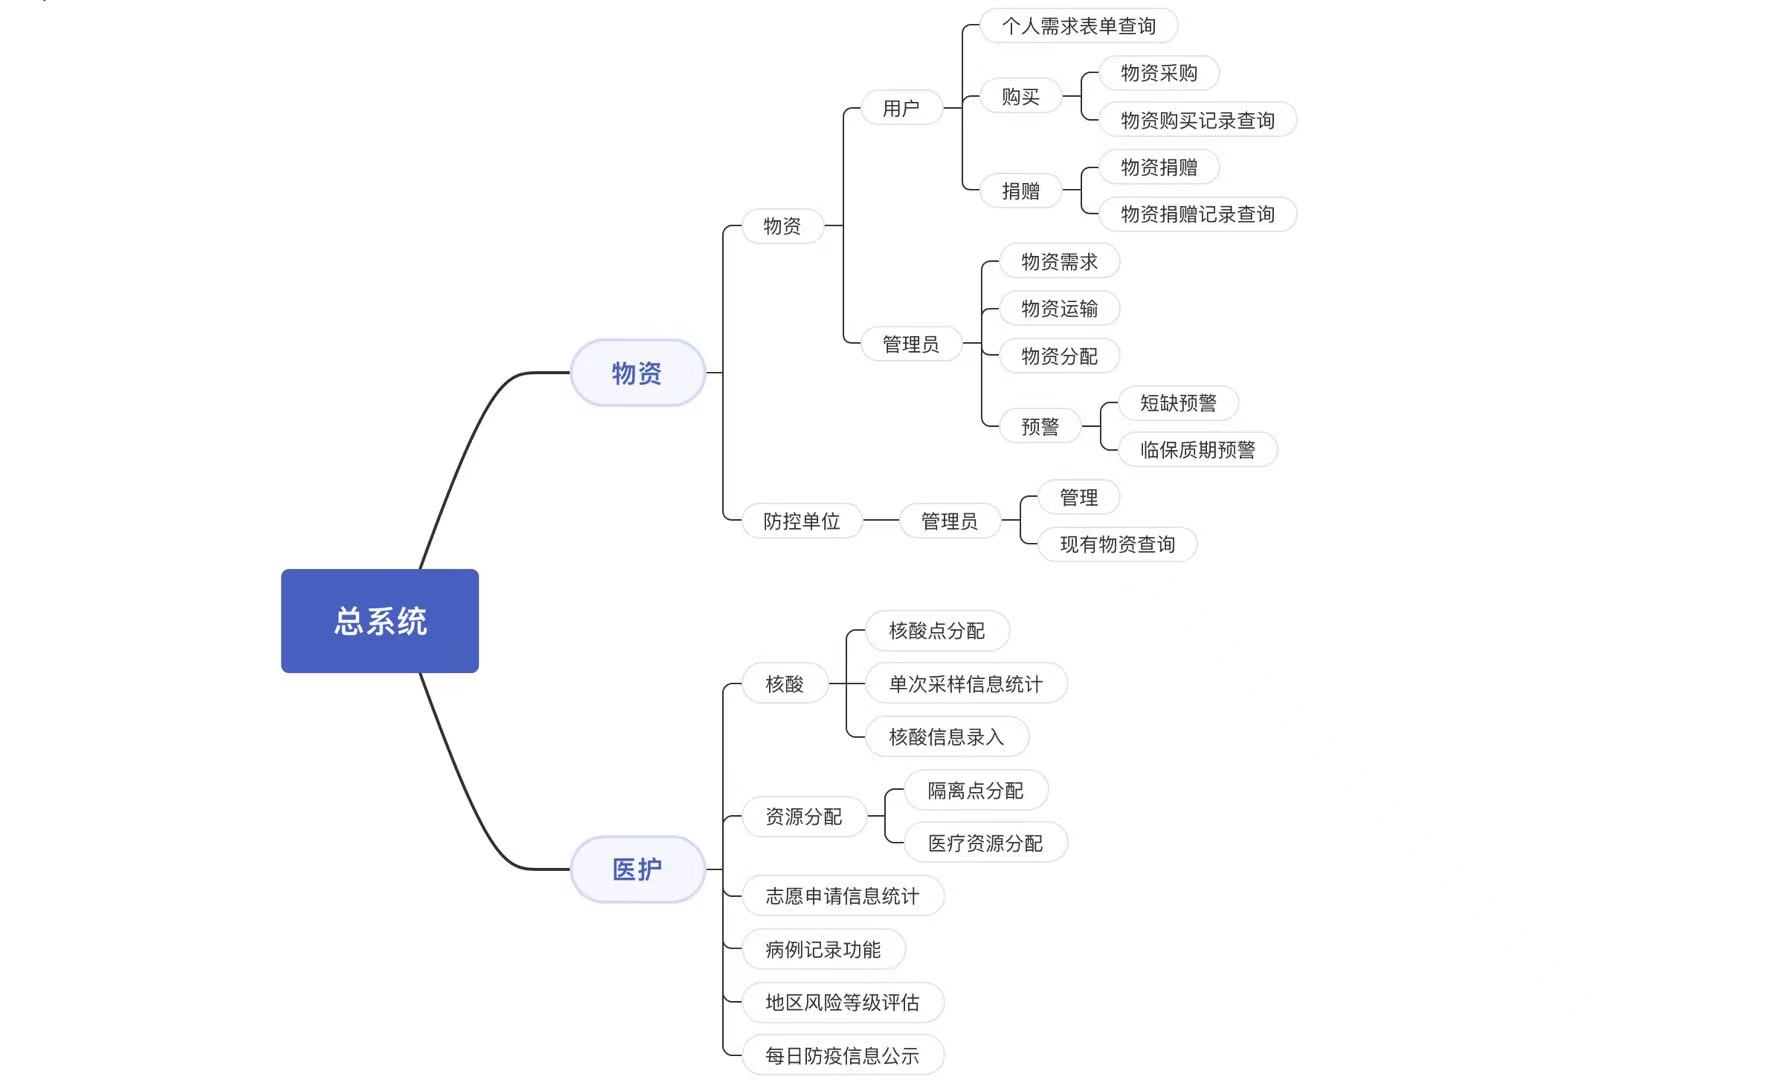 总系统
物资
物资
用户
个人需求表单查询
购买
物资采购
物资购买记录查询
捐赠
物资捐赠
物资捐赠记录查询
管理员
物资需求
物资运输
物资分配
预警
短缺预警
临保质期预警
防控单位
管理员
管理
现有物资查询
医护
核酸
核酸点分配
单次采样信息统计
核酸信息录入
资源分配
隔离点分配
医疗资源分配
志愿申请信息统计
病例记录功能
地区风险等级评估
每日防疫信息公示